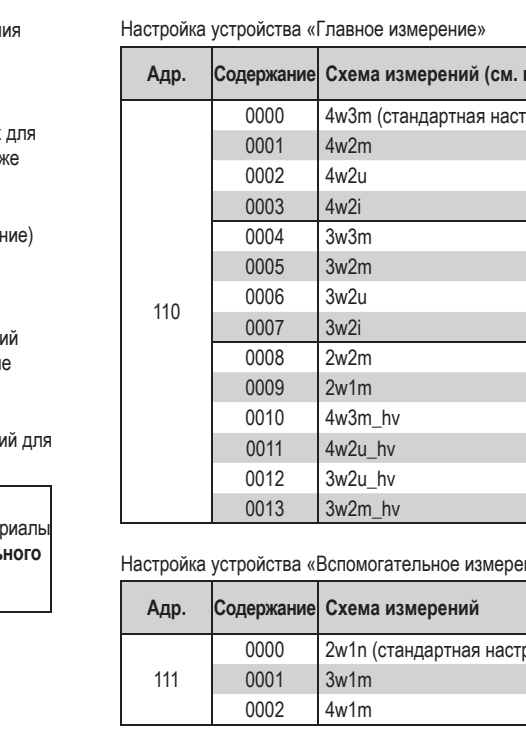 ия
для
же
ние)
ий
ие
ий для
риалы
ьного
Настройка устройства «Главное измерение»
Адр. Содержание Схема измерений (см.
110
0000 4w3m (стандартная наст
0001 4w2m
0002 4w2u
0003 4w2i
0004 3w3m
0005 3w2m
0006 3w2u
0007 3w2i
0008 2w2m
0009 2w1m
0010 4w3m_hv
0011 4w2u_hv
0012 3w2u_hv
0013 3w2m_hv
Настройка устройства «Вспомогательное измере
Адр. Содержание Схема измерений
111
0000 2w1n (стандартная настр
0001 3w1m
0002 4w1m